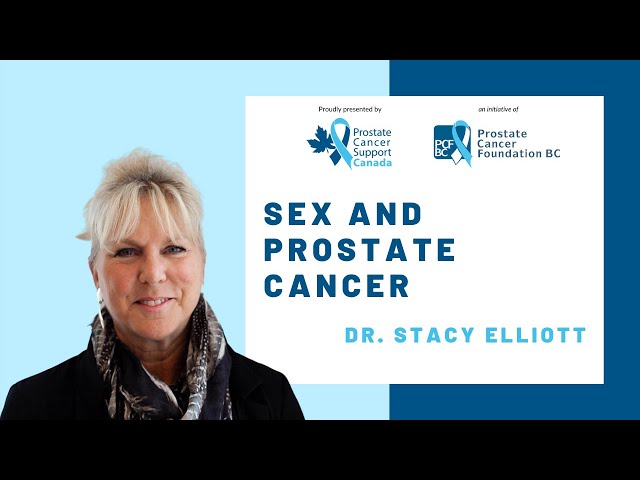 Proudly presented by
an initiative of
Prostate
Cancer
Support
Canada
PCF
BC
Prostate
Cancer
Foundation BC
SEX AND
PROSTATE
CANCER
DR. STACY ELLIOTT